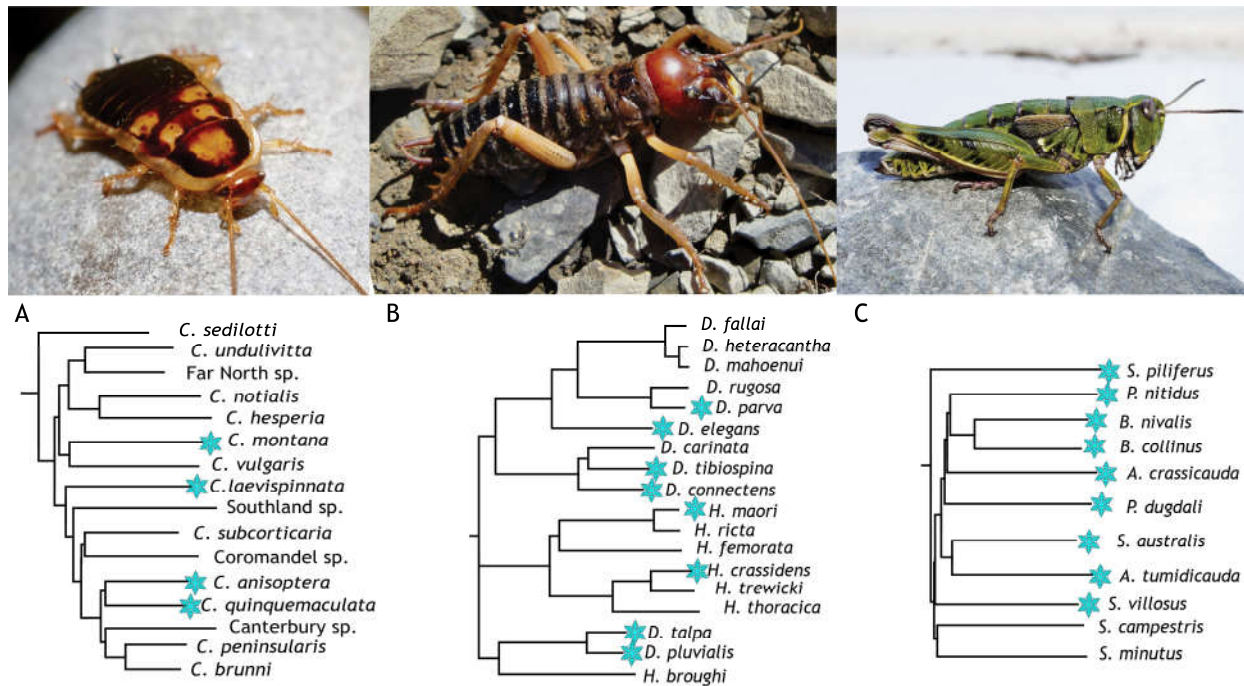 A
C. sedilotti
C. undulivitta
Far North sp.
C. notialis
C. hesperia
C. montana
C. vulgaris
C.laevispinnata
Southland sp.
C. subcorticaria
Coromandel sp.
C. anisoptera
C. quinquemaculata
Canterbury sp.
C. peninsularis
C. brunni
B
D. fallai
D. heteracantha
D. mahoenui
D. rugosa
D. parva
D. elegans
D. carinata
D. tibiospina
D. connectens
H. maori
H. ricta
H. femorata
H. crassidens
H. trewicki
H. thoracica
D. talpa
D. pluvialis
H. broughi
C
S. piliferus
P. nitidus
B. nivalis
B. collinus
A. crassicauda
P. dugdali
S. australis
A. tumidicauda
S. villosus
S. campestris
S. minutus